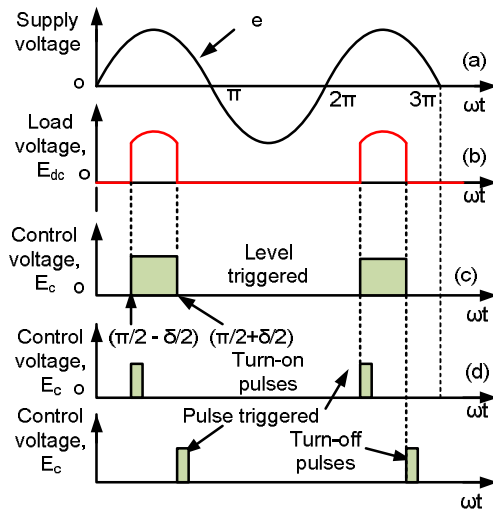 Supply
voltage
e
(a)
o
π
2π
3π
ωt
Load
voltage,
E_dc o
(b)
ωt
Control
voltage,
E_c o
Level
triggered
(c)
ωt
(π/2 - δ/2) (π/2+δ/2)
Control
voltage,
E_c o
Turn-on
pulses
(d)
ωt
Control
voltage,
E_c
Pulse triggered
Turn-off
pulses
ωt